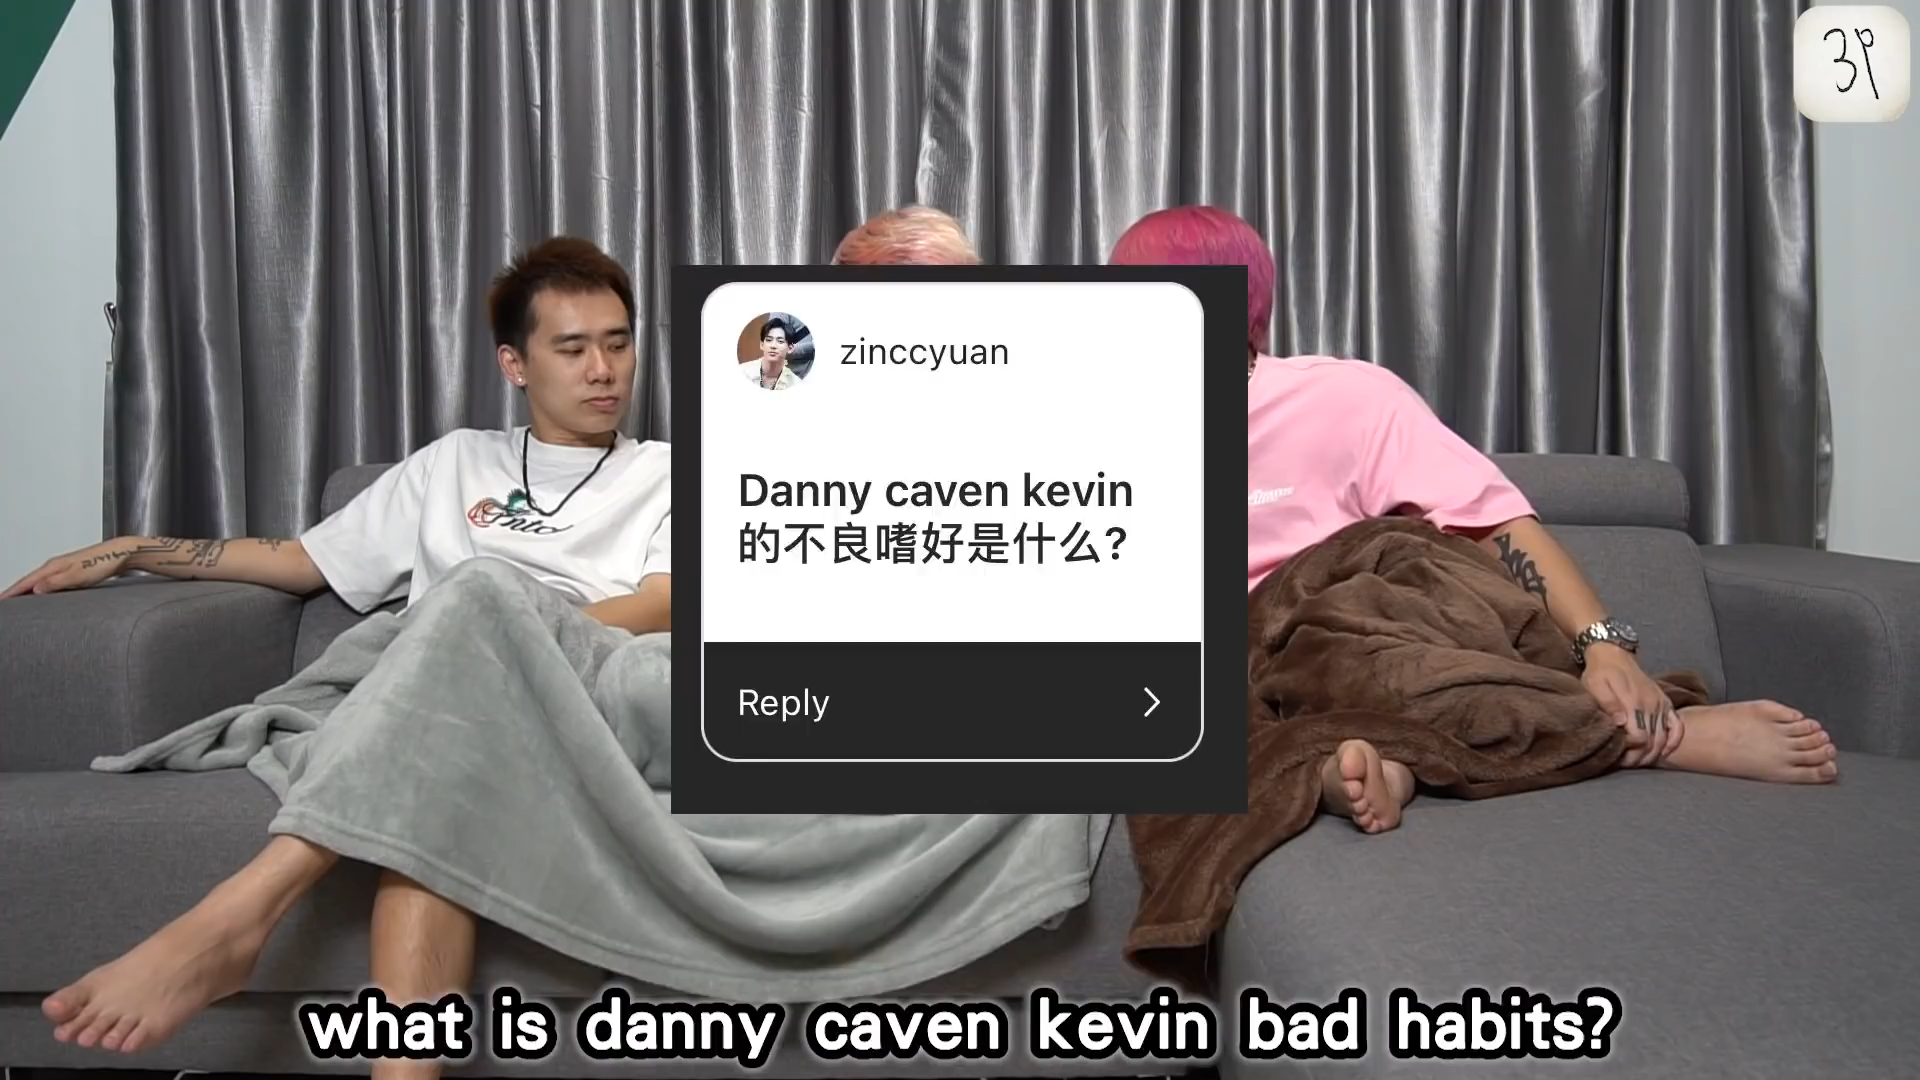 3P
zinccyuan
Danny caven kevin
的不良嗜好是什么?
Reply
what is danny caven kevin bad habits?